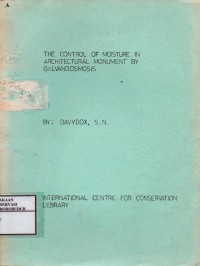 A
THE CONTROL OF MOISTURE IN
ARCHITECTURAL MONUMENT BY
GALVANOOSMOSIS
BY: DAVYDOX, S.N.
INTERNATIONAL CENTRE FOR CONSERVATION
LIBRARY